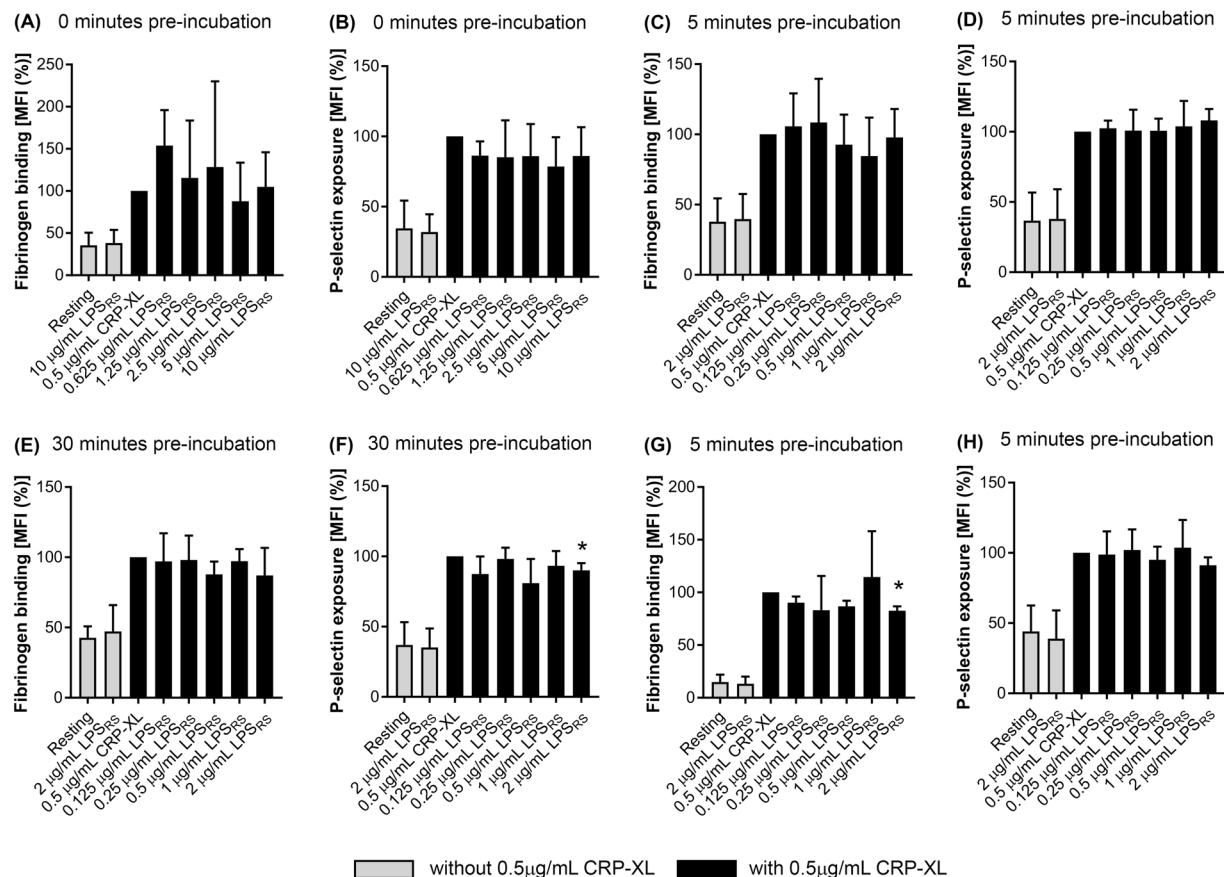 (A) 0 minutes pre-incubation
Fibrinogen binding [MFI (%)]
250
200
150
100
50
0
Resting
10 µg/mL LPSRS
0.5 µg/mL CRP-XL
0.625 µg/mL LPSRS
1.25 µg/mL LPSRS
2.5 µg/mL LPSRS
5 µg/mL LPSRS
10 µg/mL LPSRS
(B) 0 minutes pre-incubation
P-selectin exposure [MFI (%)]
150
100
50
0
Resting
10 µg/mL LPSRS
0.5 µg/mL CRP-XL
0.625 µg/mL LPSRS
1.25 µg/mL LPSRS
2.5 µg/mL LPSRS
5 µg/mL LPSRS
10 µg/mL LPSRS
(C) 5 minutes pre-incubation
Fibrinogen binding [MFI (%)]
150
100
50
0
Resting
2 µg/mL LPSRS
0.5 µg/mL CRP-XL
0.125 µg/mL LPSRS
0.25 µg/mL LPSRS
0.5 µg/mL LPSRS
1 µg/mL LPSRS
2 µg/mL LPSRS
(D) 5 minutes pre-incubation
P-selectin exposure [MFI (%)]
150
100
50
0
Resting
2 µg/mL LPSRS
0.5 µg/mL CRP-XL
0.125 µg/mL LPSRS
0.25 µg/mL LPSRS
0.5 µg/mL LPSRS
1 µg/mL LPSRS
2 µg/mL LPSRS
(E) 30 minutes pre-incubation
Fibrinogen binding [MFI (%)]
150
100
50
0
Resting
2 µg/mL LPSRS
0.5 µg/mL CRP-XL
0.125 µg/mL LPSRS
0.25 µg/mL LPSRS
0.5 µg/mL LPSRS
1 µg/mL LPSRS
2 µg/mL LPSRS
(F) 30 minutes pre-incubation
P-selectin exposure [MFI (%)]
150
100
50
0
*
Resting
2 µg/mL LPSRS
0.5 µg/mL CRP-XL
0.125 µg/mL LPSRS
0.25 µg/mL LPSRS
0.5 µg/mL LPSRS
1 µg/mL LPSRS
2 µg/mL LPSRS
(G) 5 minutes pre-incubation
Fibrinogen binding [MFI (%)]
200
150
100
50
0
*
Resting
2 µg/mL LPSRS
0.5 µg/mL CRP-XL
0.125 µg/mL LPSRS
0.25 µg/mL LPSRS
0.5 µg/mL LPSRS
1 µg/mL LPSRS
2 µg/mL LPSRS
(H) 5 minutes pre-incubation
P-selectin exposure [MFI (%)]
150
100
50
0
Resting
2 µg/mL LPSRS
0.5 µg/mL CRP-XL
0.125 µg/mL LPSRS
0.25 µg/mL LPSRS
0.5 µg/mL LPSRS
1 µg/mL LPSRS
2 µg/mL LPSRS
without 0.5µg/mL CRP-XL
with 0.5µg/mL CRP-XL